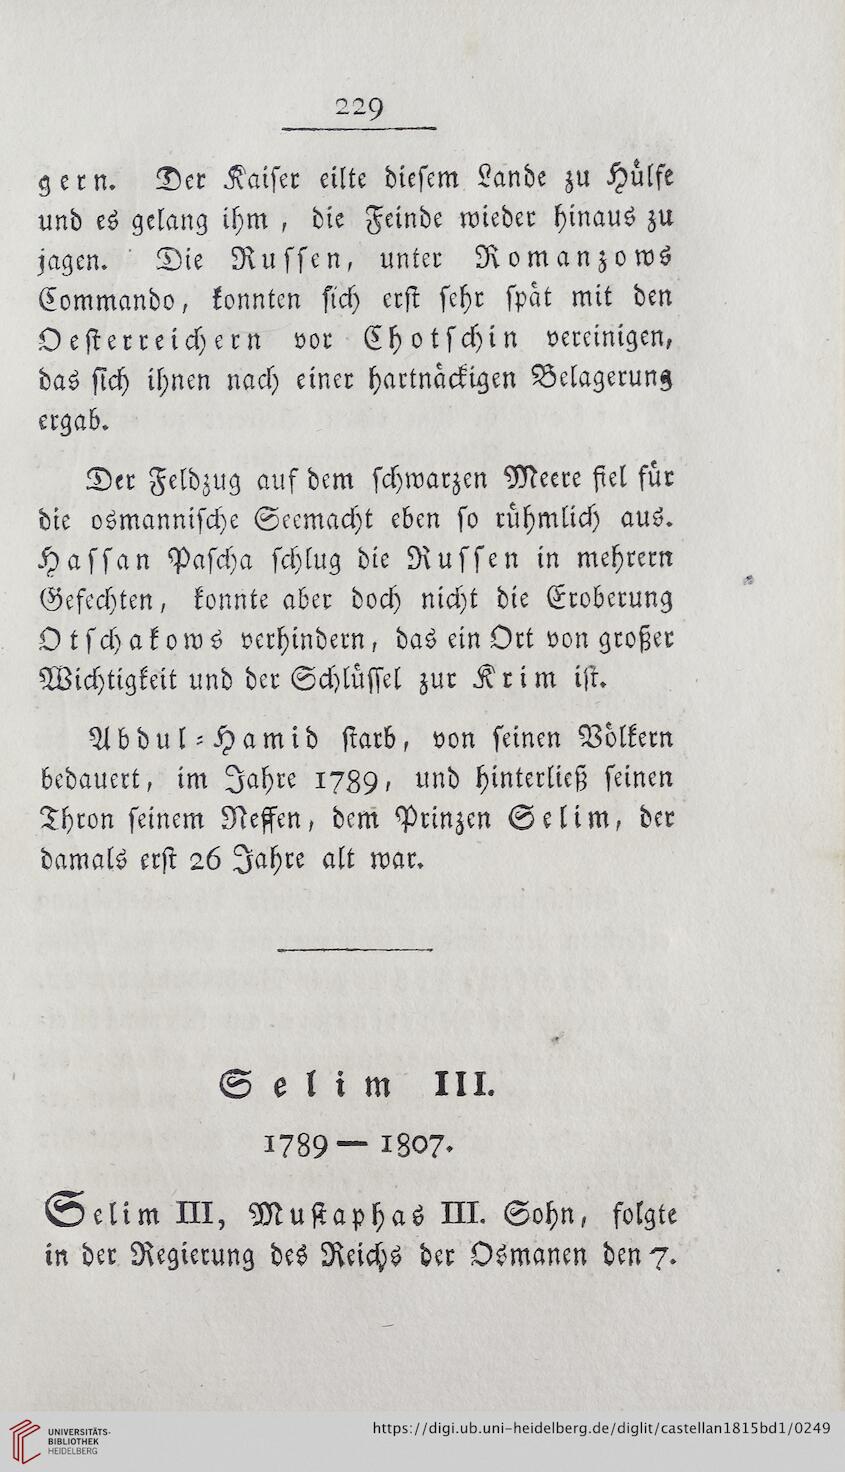 229
gern. Der Kaiser eilte diesem Lande zu Hülfe
und es gelang ihm, die Feinde wieder hinaus zu
jagen. Die Russen, unter Romanzows
Commando, konnten sich erst sehr spät mit den
Oesterreichern vor Chotschin vereinigen,
das sich ihnen nach einer hartnäckigen Belagerung
ergab.
Der Feldzug auf dem schwarzen Meere fiel für
die osmannische Seemacht eben so rühmlich aus.
Hassan Pascha schlug die Russen in mehrern
Gefechten, konnte aber doch nicht die Eroberung
Otschakows verhindern, das ein Ort von großer
Wichtigkeit und der Schlüssel zur Krim ist.
Abdul-Hamid starb, von seinen Völkern
bedauert, im Jahre 1789, und hinterließ seinen
Thron seinem Neffen, dem Prinzen Selim, der
damals erst 26 Jahre alt war.
Selim III.
1789 — 1807.
Selim III, Mustaphas III. Sohn, folgte
in der Regierung des Reichs der Osmanen den 7.
UNIVERSITÄTS-
BIBLIOTHEK
HEIDELBERG
https://digi.ub.uni-heidelberg.de/diglit/castellan1815bd1/0249